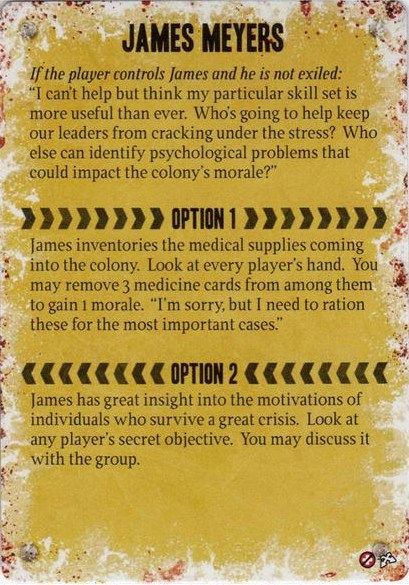 JAMES MEYERS
If the player controls James and he is not exiled:
"I can't help but think my particular skill set is
more useful than ever. Who's going to help keep
our leaders from cracking under the stress? Who
else can identify psychological problems that
could impact the colony's morale?"
OPTION 1
James inventories the medical supplies coming
into the colony. Look at every player's hand. You
may remove 3 medicine cards from among them
to gain 1 morale. "I'm sorry, but I need to ration
these for the most important cases."
OPTION 2
James has great insight into the motivations of
individuals who survive a great crisis. Look at
any player's secret objective. You may discuss it
with the group.